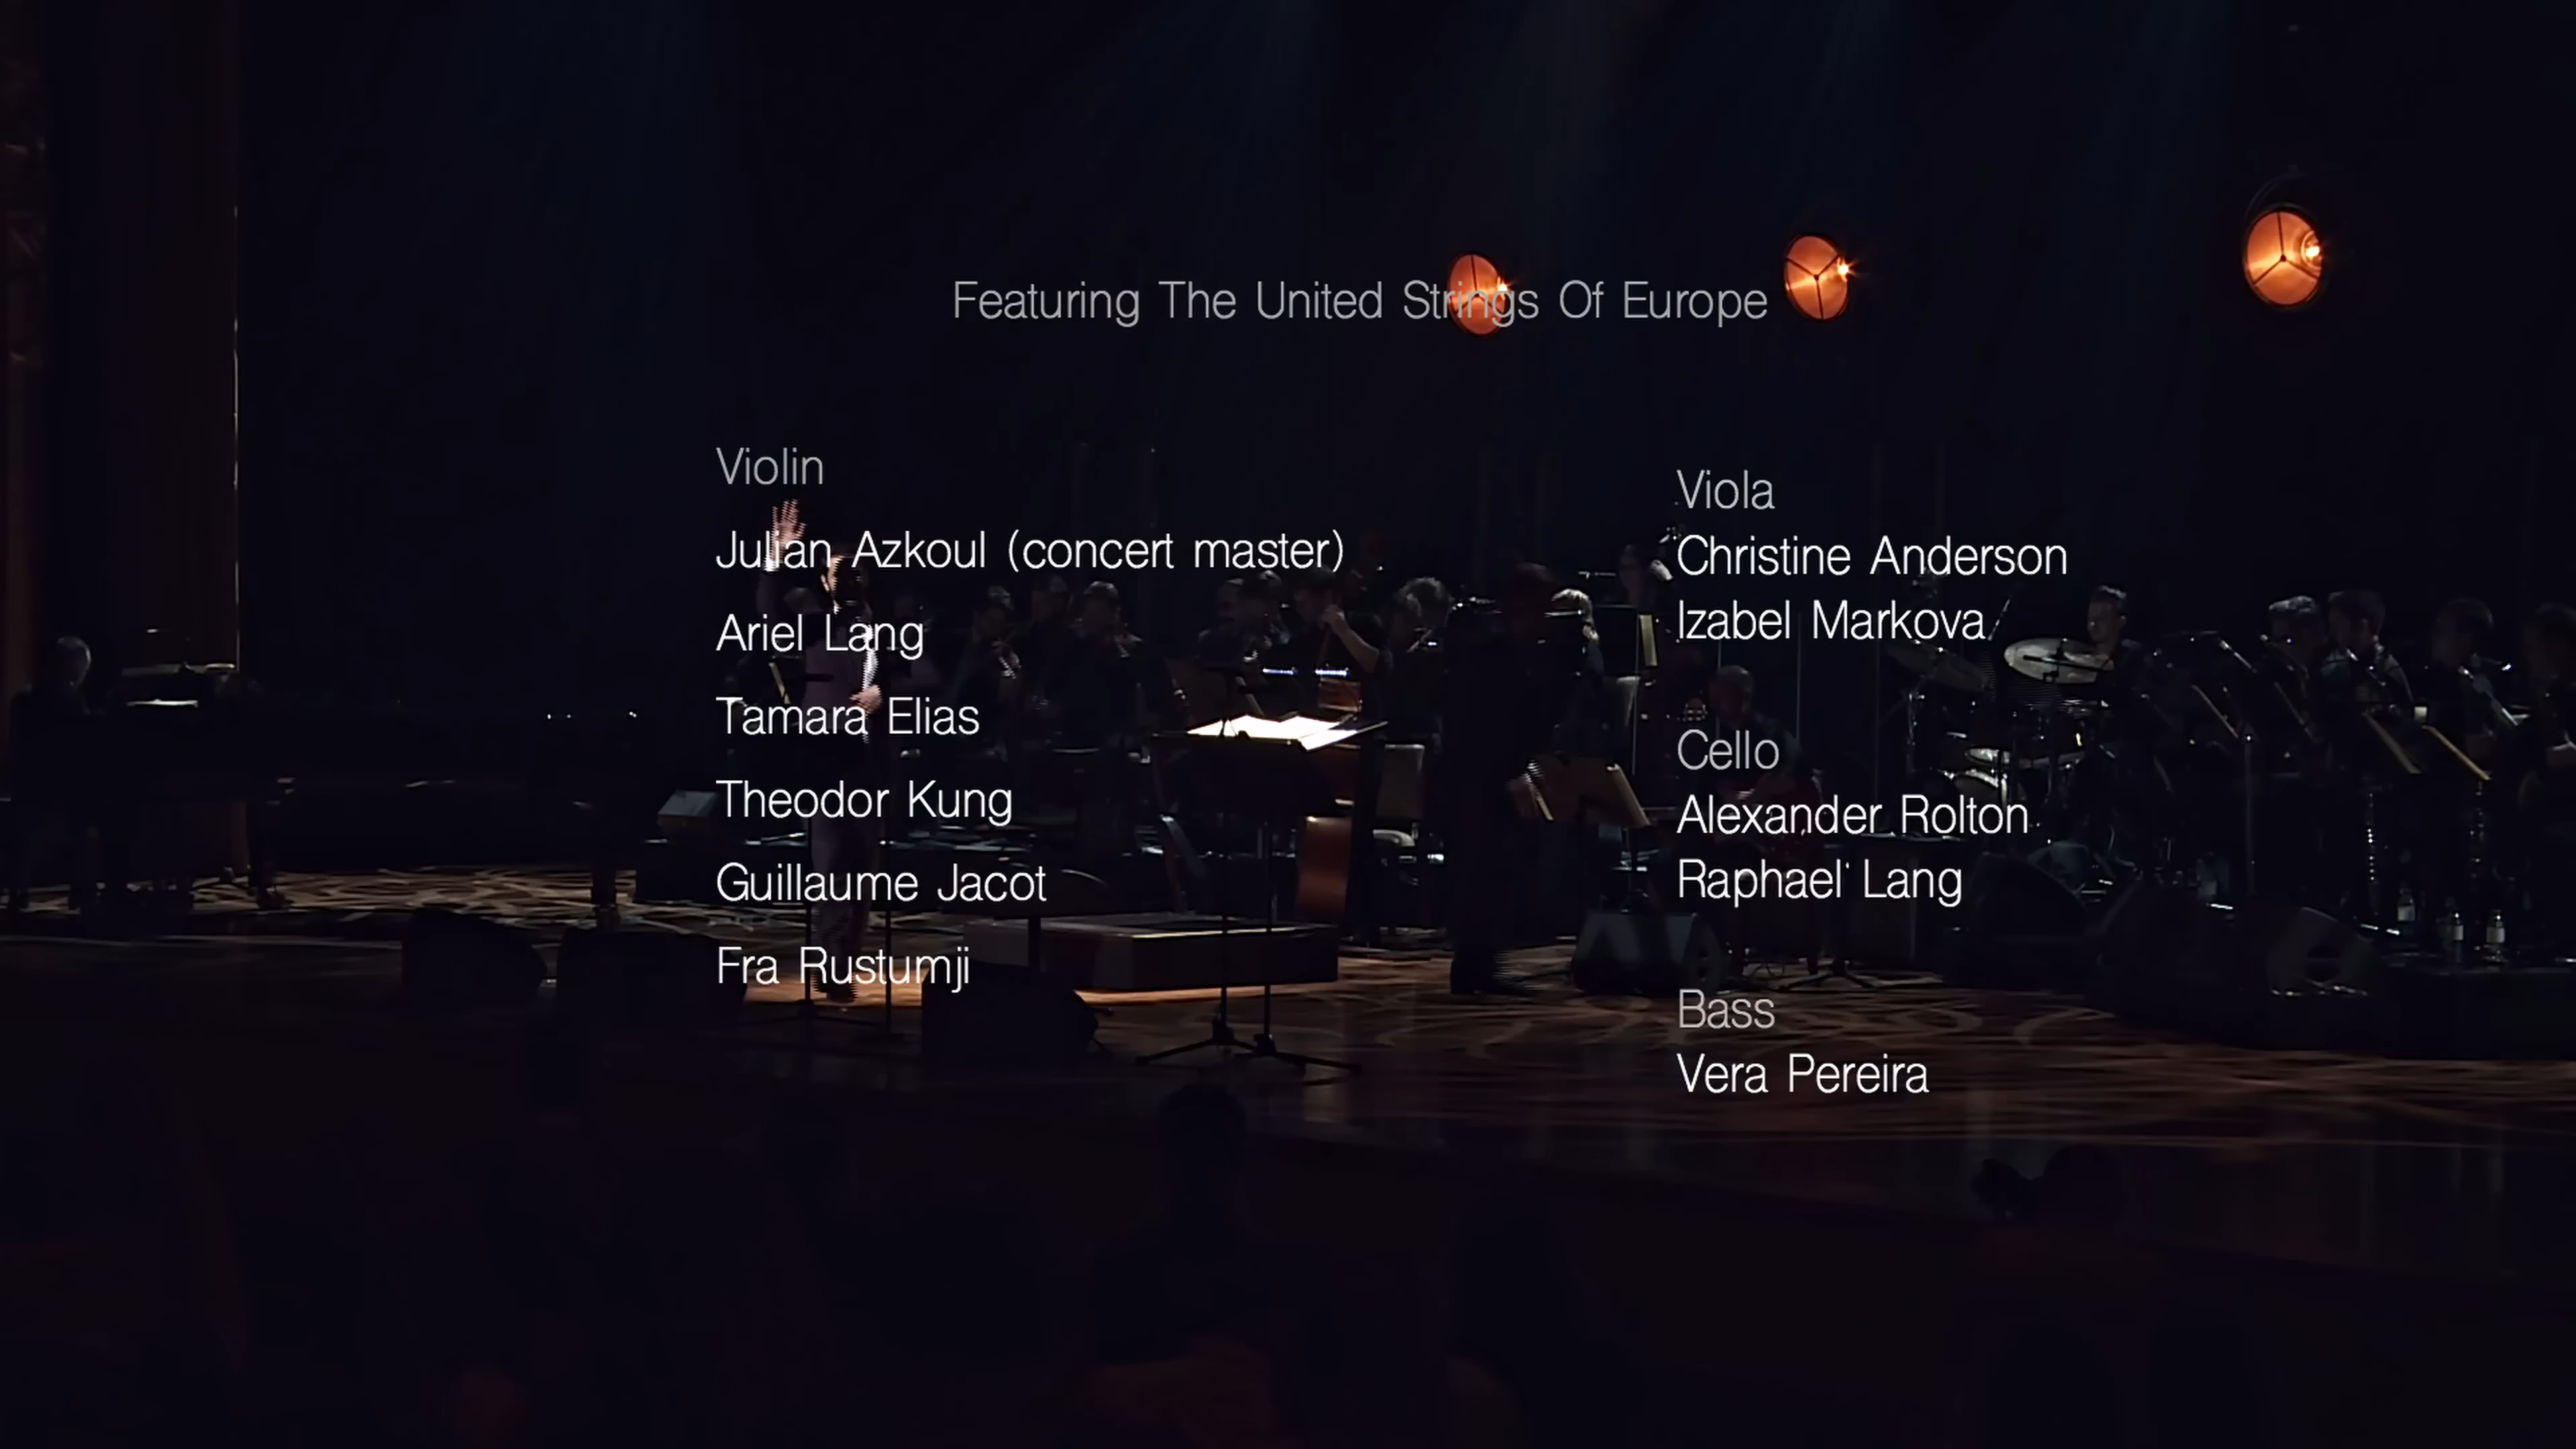 Featuring The United Strings Of Europe
Violin
Julian Azkoul (concert master)
Ariel Lang
Tamara Elias
Theodor Kung
Guillaume Jacot
Fra Rustumji
Viola
Christine Anderson
Izabel Markova
Cello
Alexander Rolton
Raphael Lang
Bass
Vera Pereira